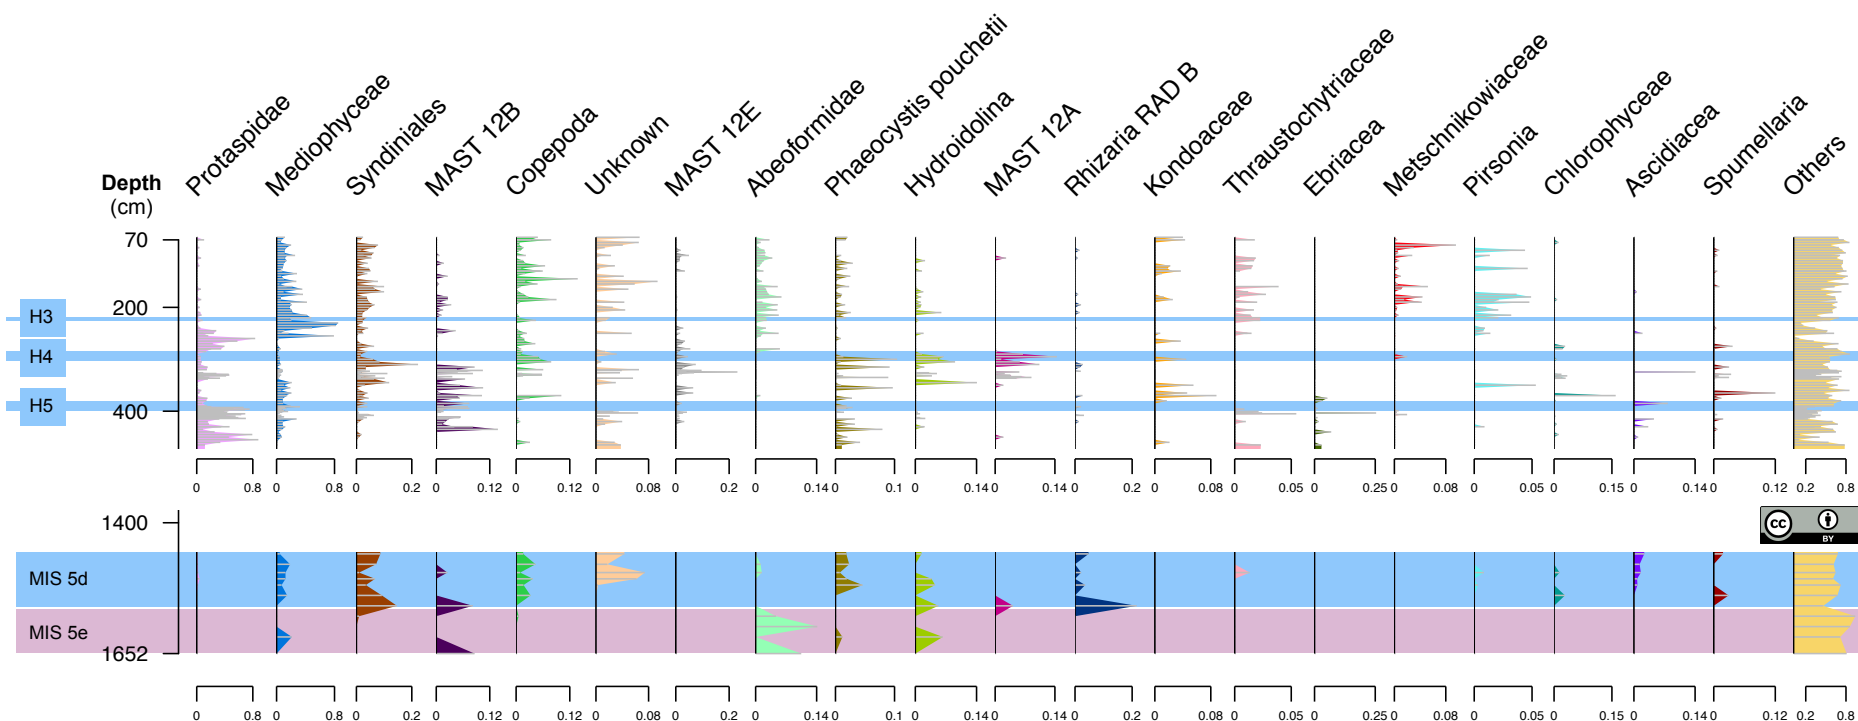 Protaspidae
Mediophyceae
Syndiniales
MAST 12B
Copepoda
Unknown
MAST 12E
Abeoformidae
Phaeocystis pouchetii
Hydroidolina
MAST 12A
Rhizaria RAD B
Kondoaceae
Thraustochytriaceae
Ebriacea
Metschnikowiaceae
Pirsonia
Chlorophyceae
Ascidiacea
Spumellaria
Others
Depth
(cm)
70
200
H3
H4
H5
400
0 0.8 0 0.8 0 0.2 0 0.12 0 0.12 0 0.08 0 0.2 0 0.14 0 0.1 0 0.14 0 0.14 0 0.2 0 0.08 0 0.05 0 0.25 0 0.08 0 0.05 0 0.15 0 0.14 0 0.12 0.2 0.8
1400
cc
BY
MIS 5d
MIS 5e
1652
0 0.8 0 0.8 0 0.2 0 0.12 0 0.12 0 0.08 0 0.2 0 0.14 0 0.1 0 0.14 0 0.14 0 0.2 0 0.08 0 0.05 0 0.25 0 0.08 0 0.05 0 0.15 0 0.14 0 0.12 0.2 0.8